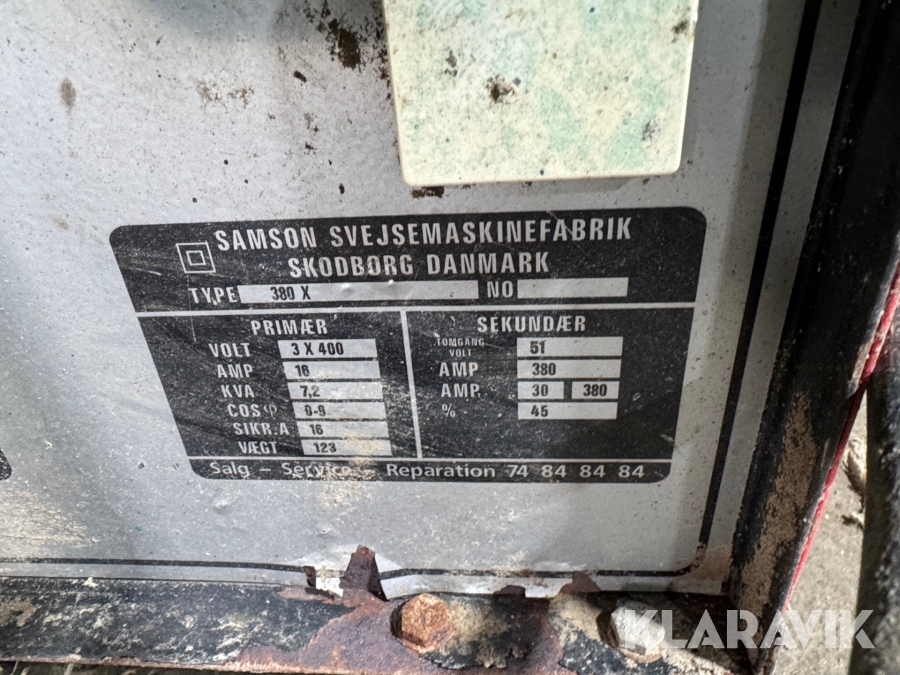 SAMSON SVEJSEMASKINEFABRIK
SKODBORG DANMARK
TYPE 380 X NO
PRIMÆR
VOLT 3 X 400
AMP 16
KVA 7,2
COS φ 0-9
SIKR.A 16
VÆGT 123
SEKUNDÆR
TOMGANG VOLT 51
AMP 380
AMP. 30 380
% 45
Salg - Service - Reparation 74 84 84 84
KLARAVIK